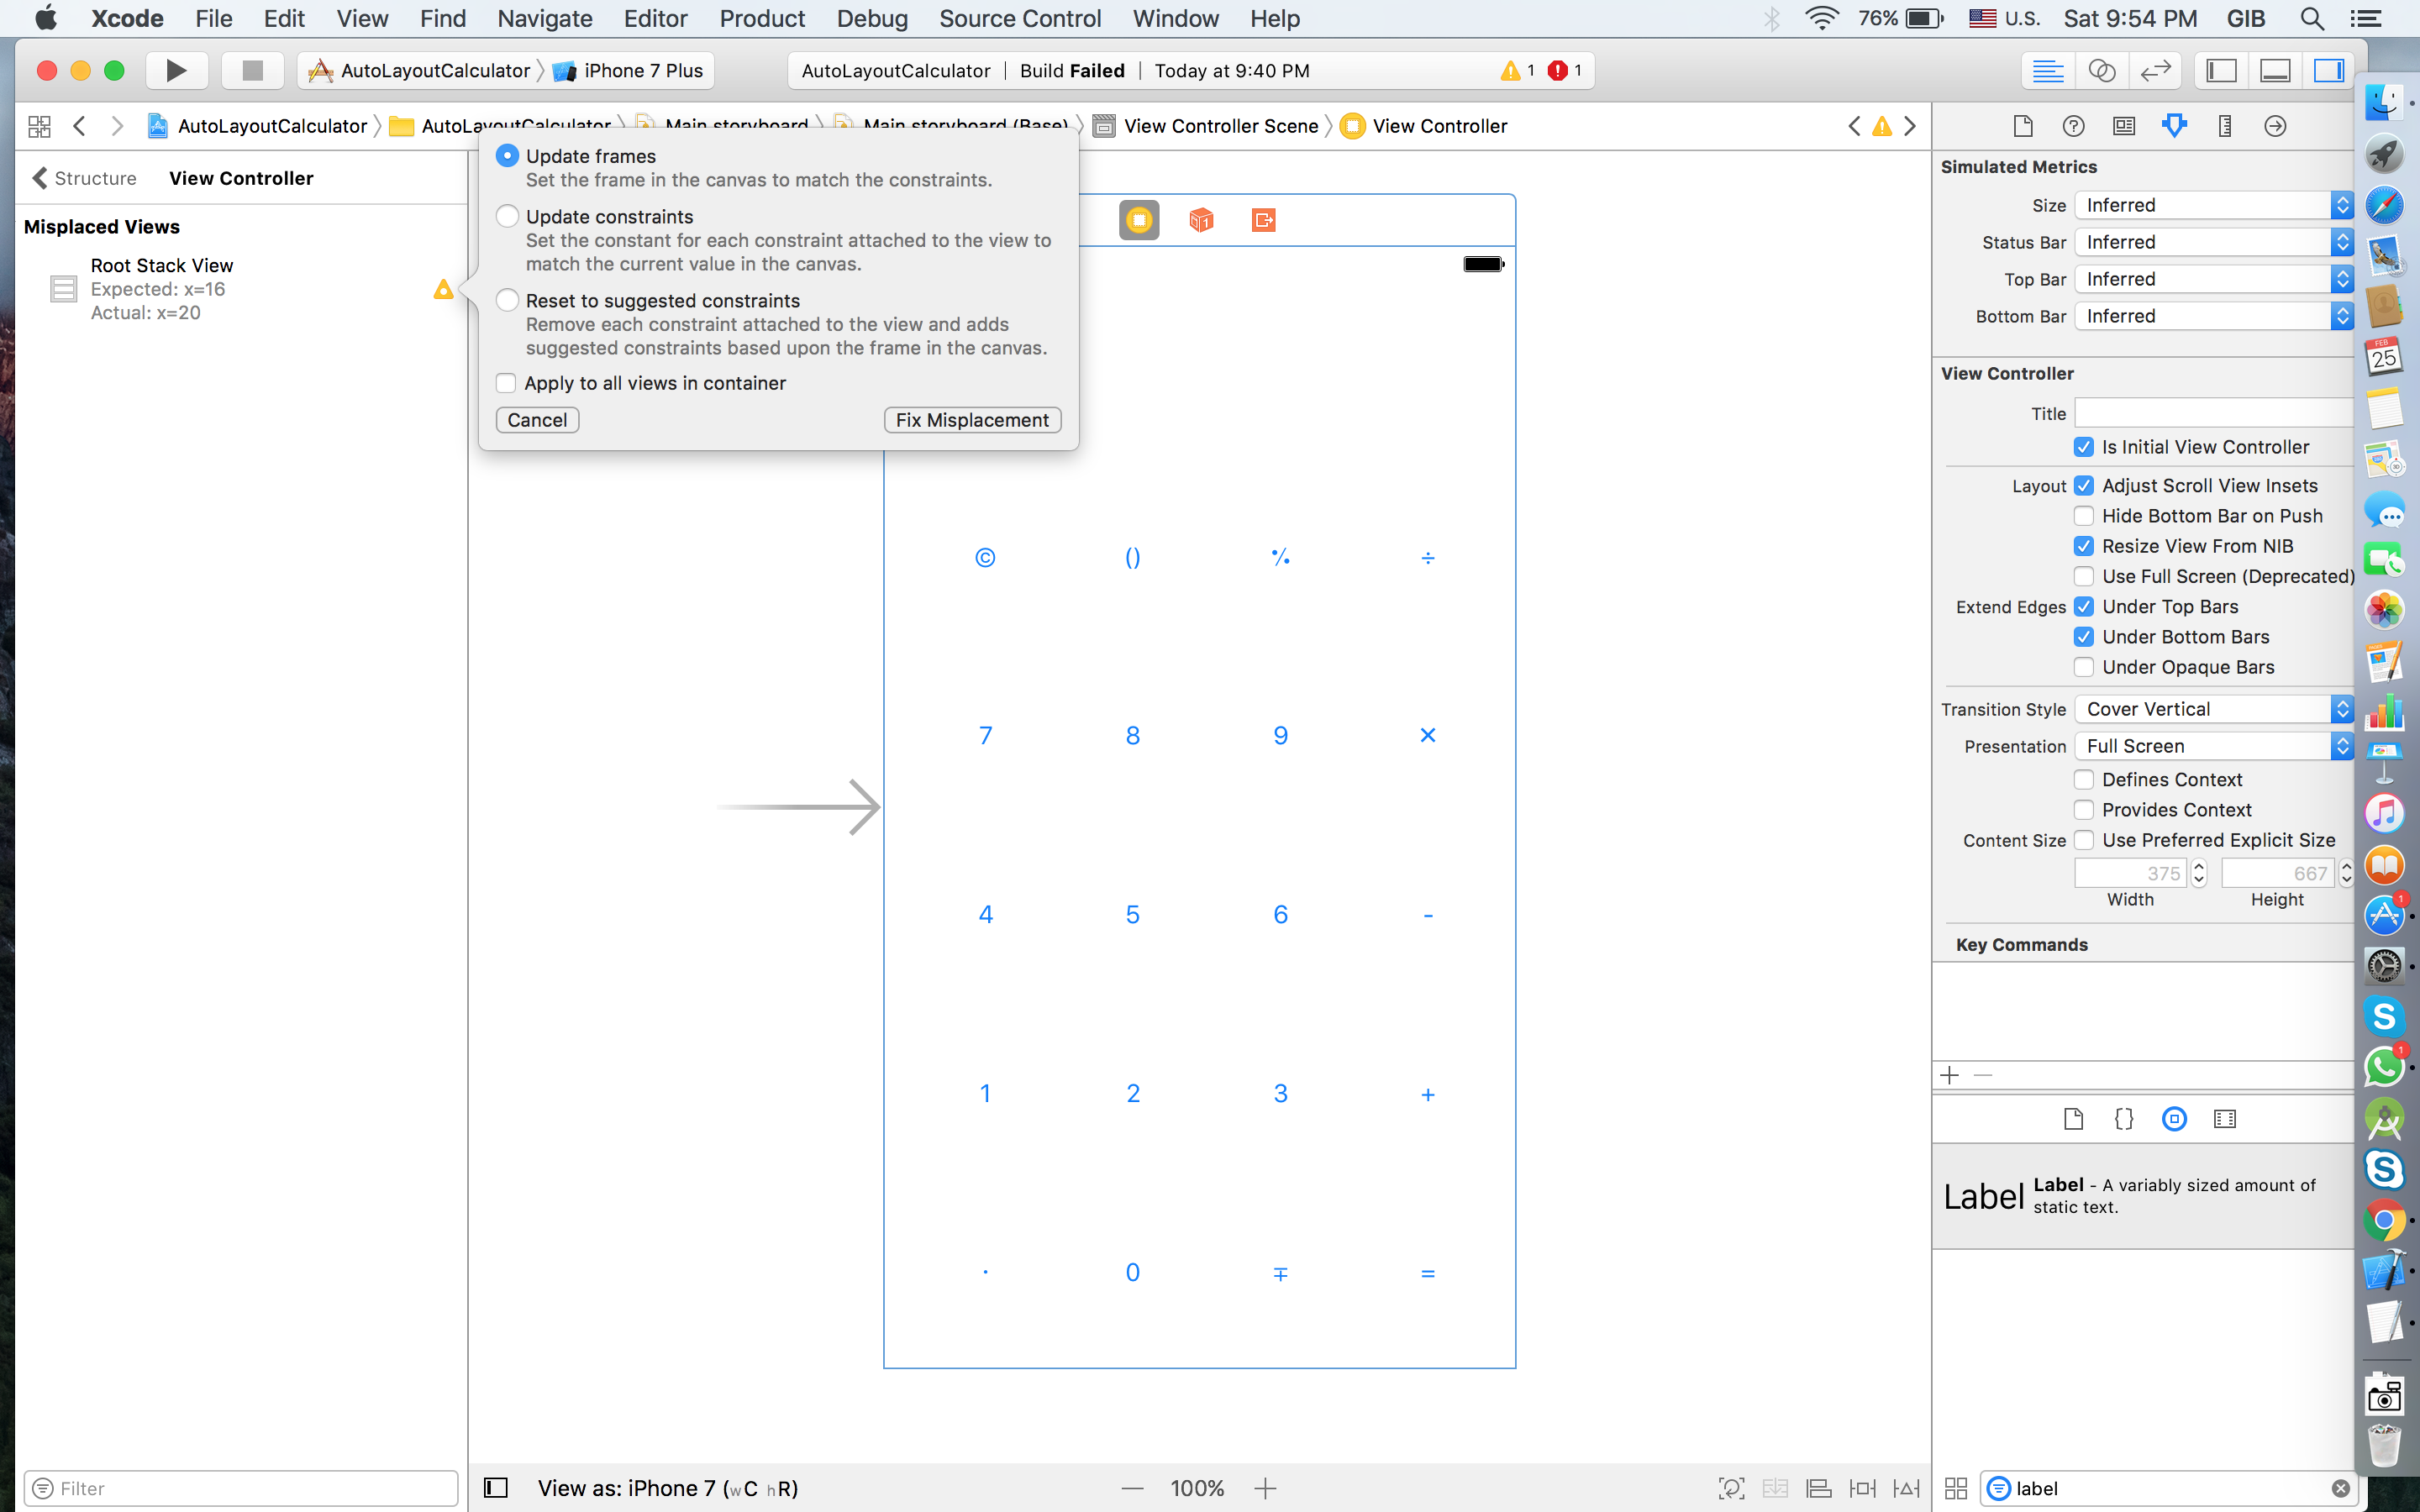 Xcode File Edit View Find Navigate Editor Product Debug Source Control Window Help 76% U.S. Sat 9:54 PM GIB
AutoLayoutCalculator iPhone 7 Plus AutoLayoutCalculator | Build Failed | Today at 9:40 PM 1 1
AutoLayoutCalculator AutoLayoutCalculator Main.storyboard Main.storyboard (Base) View Controller Scene View Controller
Structure View Controller
Misplaced Views
Root Stack View
Expected: x=16
Actual: x=20
Update frames
Set the frame in the canvas to match the constraints.
Update constraints
Set the constant for each constraint attached to the view to
match the current value in the canvas.
Reset to suggested constraints
Remove each constraint attached to the view and adds
suggested constraints based upon the frame in the canvas.
Apply to all views in container
Cancel Fix Misplacement
© () ⁒ ÷
7 8 9 ×
4 5 6 -
1 2 3 +
. 0 ∓ =
Simulated Metrics
Size Inferred
Status Bar Inferred
Top Bar Inferred
Bottom Bar Inferred
View Controller
Title
Is Initial View Controller
Layout Adjust Scroll View Insets
Hide Bottom Bar on Push
Resize View From NIB
Use Full Screen (Deprecated)
Extend Edges Under Top Bars
Under Bottom Bars
Under Opaque Bars
Transition Style Cover Vertical
Presentation Full Screen
Defines Context
Provides Context
Content Size Use Preferred Explicit Size
375 667
Width Height
Key Commands
{}
Label Label - A variably sized amount of
static text.
FEB
25
1
1
Filter
View as: iPhone 7 (wC hR) — 100% +
label